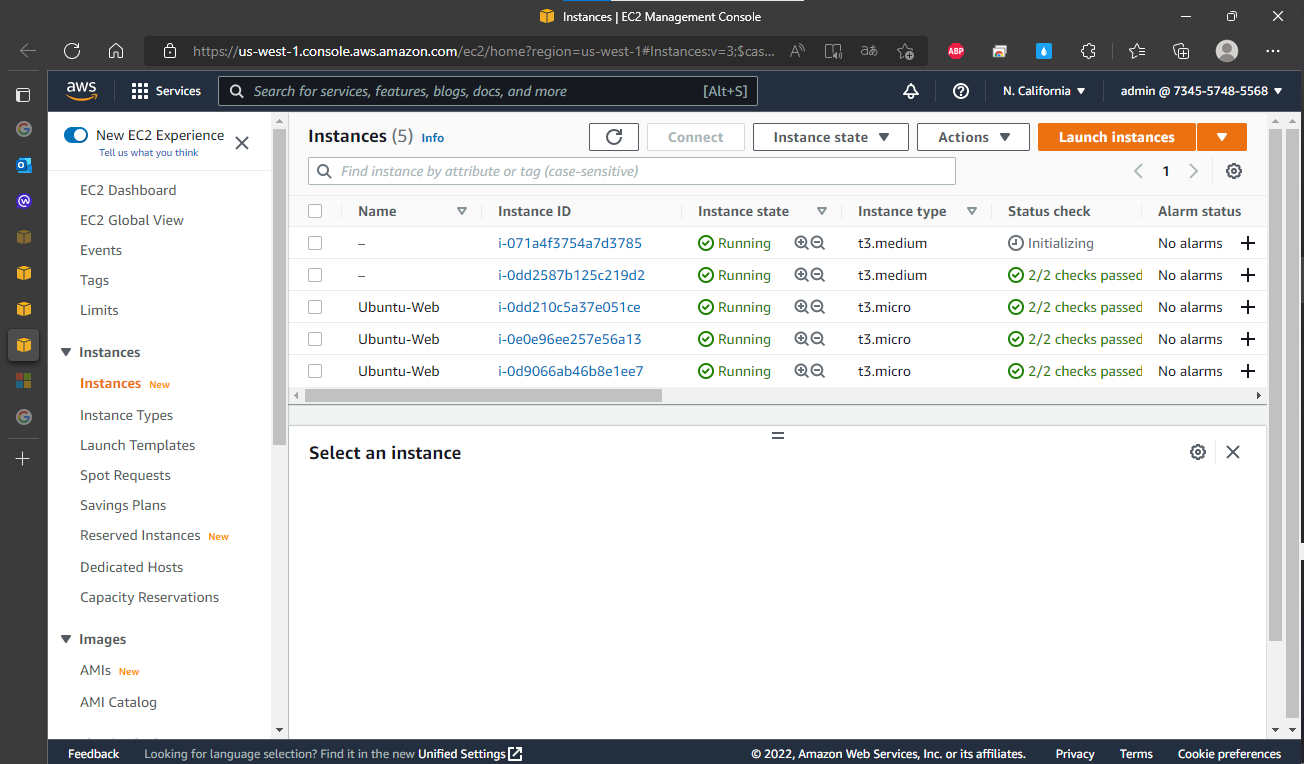 Instances | EC2 Management Console
https://us-west-1.console.aws.amazon.com/ec2/home?region=us-west-1#Instances:v=3;$cas...
ABP
aws
Services
Search for services, features, blogs, docs, and more [Alt+S]
N. California
admin @ 7345-5748-5568
New EC2 Experience
Tell us what you think
EC2 Dashboard
EC2 Global View
Events
Tags
Limits
Instances
Instances New
Instance Types
Launch Templates
Spot Requests
Savings Plans
Reserved Instances New
Dedicated Hosts
Capacity Reservations
Images
AMIs New
AMI Catalog
Instances (5) Info
Connect
Instance state
Actions
Launch instances
Find instance by attribute or tag (case-sensitive)
1
Name Instance ID Instance state Instance type Status check Alarm status
– i-071a4f3754a7d3785 Running t3.medium Initializing No alarms
– i-0dd2587b125c219d2 Running t3.medium 2/2 checks passed No alarms
Ubuntu-Web i-0dd210c5a37e051ce Running t3.micro 2/2 checks passed No alarms
Ubuntu-Web i-0e0e96ee257e56a13 Running t3.micro 2/2 checks passed No alarms
Ubuntu-Web i-0d9066ab46b8e1ee7 Running t3.micro 2/2 checks passed No alarms
Select an instance
Feedback Looking for language selection? Find it in the new Unified Settings © 2022, Amazon Web Services, Inc. or its affiliates. Privacy Terms Cookie preferences